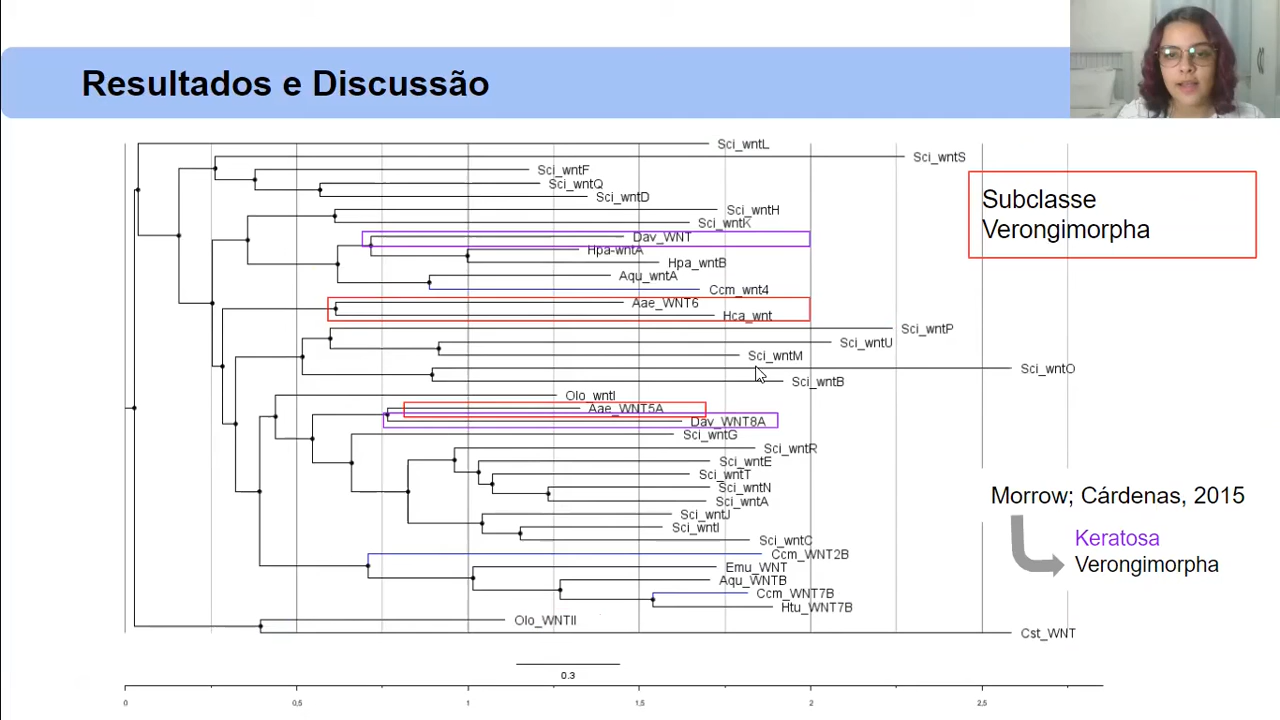 Resultados e Discussão
Sci_wntL
Sci_wntS
Sci_wntF
Sci_wntQ
Sci_wntD
Sci_wntH
Sci_wntK
Dav_WNT
Hpa-wntA
Hpa_wntB
Aqu_wntA
Ccm_wnt4
Aae_WNT6
Hca_wnt
Sci_wntP
Sci_wntU
Sci_wntM
Sci_wntO
Sci_wntB
Olo_wntI
Aae_WNT5A
Dav_WNT8A
Sci_wntG
Sci_wntR
Sci_wntE
Sci_wntT
Sci_wntN
Sci_wntA
Sci_wntJ
Sci_wntI
Sci_wntC
Ccm_WNT2B
Emu_WNT
Aqu_WNTB
Ccm_WNT7B
Htu_WNT7B
Olo_WNTII
Cst_WNT
Subclasse
Verongimorpha
Morrow; Cárdenas, 2015
Keratosa
Verongimorpha
0.3
0 0,5 1 1,5 2 2,5